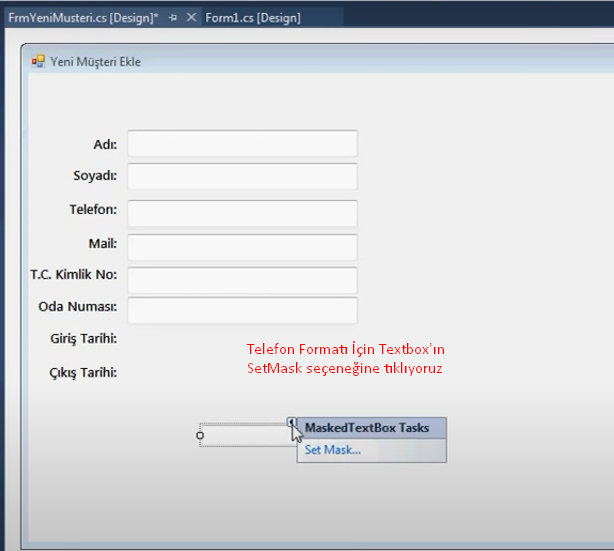 FrmYeniMusteri.cs [Design]* Form1.cs [Design]
Yeni Müşteri Ekle
Adı:
Soyadı:
Telefon:
Mail:
T.C. Kimlik No:
Oda Numası:
Giriş Tarihi:
Telefon Formatı İçin Textbox'ın
SetMask seçeneğine tıklıyoruz
Çıkış Tarihi:
MaskedTextBox Tasks
Set Mask...